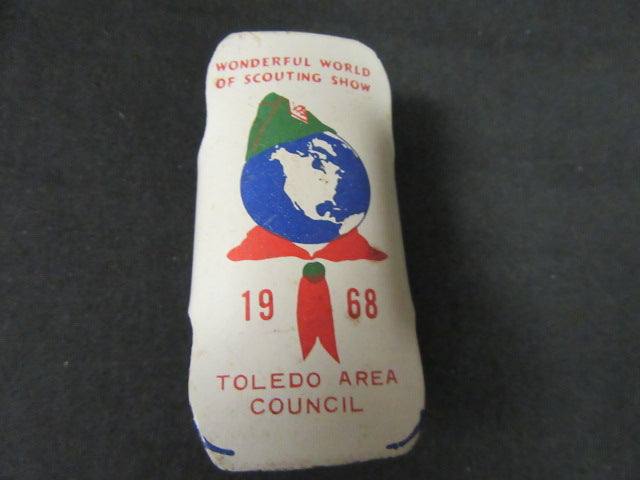 WONDERFUL WORLD
OF SCOUTING SHOW
19 68
TOLEDO AREA
COUNCIL